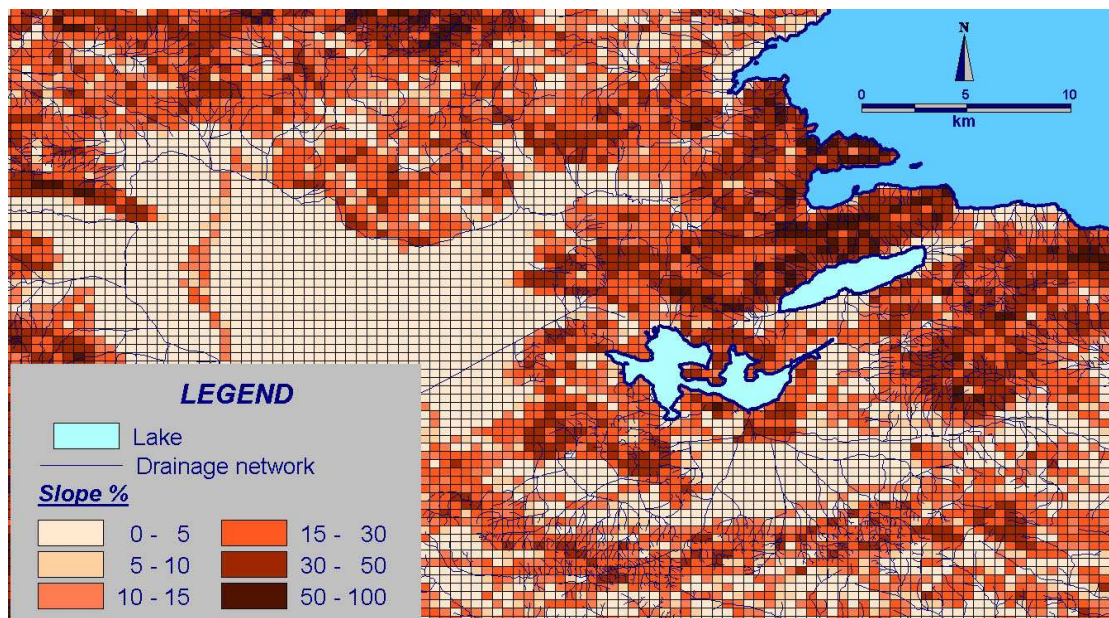 N
0 5 10
km
LEGEND
Lake
Drainage network
Slope %
0 - 5 15 - 30
5 - 10 30 - 50
10 - 15 50 - 100